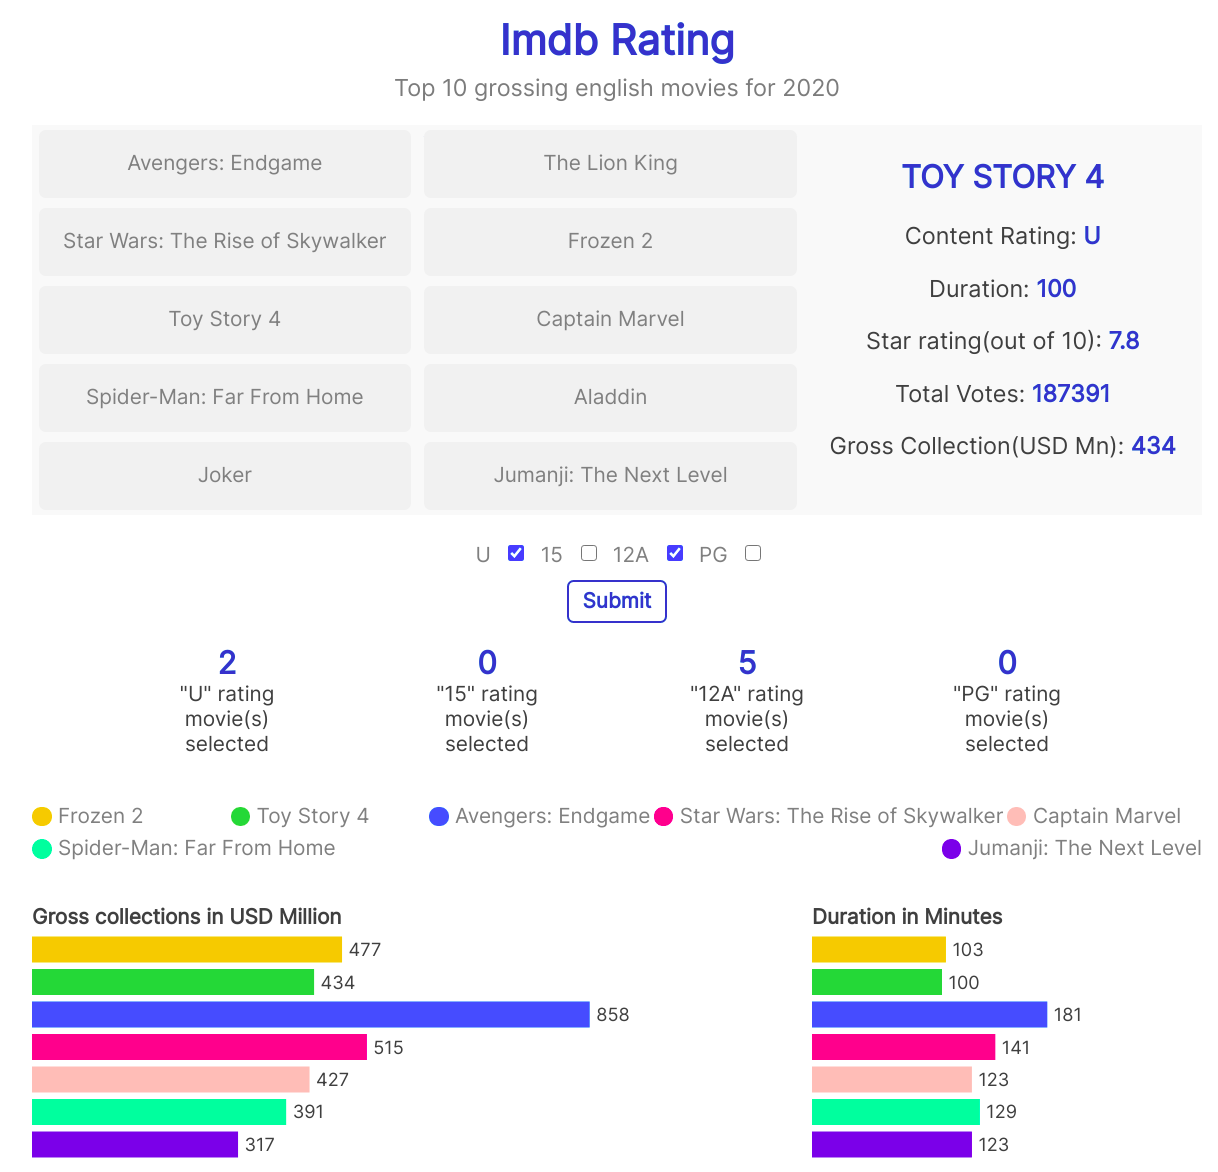 Imdb Rating
Top 10 grossing english movies for 2020
Avengers: Endgame
The Lion King
Star Wars: The Rise of Skywalker
Frozen 2
Toy Story 4
Captain Marvel
Spider-Man: Far From Home
Aladdin
Joker
Jumanji: The Next Level
TOY STORY 4
Content Rating: U
Duration: 100
Star rating(out of 10): 7.8
Total Votes: 187391
Gross Collection(USD Mn): 434
U 15 12A PG
Submit
2
"U" rating
movie(s)
selected
0
"15" rating
movie(s)
selected
5
"12A" rating
movie(s)
selected
0
"PG" rating
movie(s)
selected
Frozen 2 Toy Story 4 Avengers: Endgame Star Wars: The Rise of Skywalker Captain Marvel
Spider-Man: Far From Home Jumanji: The Next Level
Gross collections in USD Million
477
434
858
515
427
391
317
Duration in Minutes
103
100
181
141
123
129
123